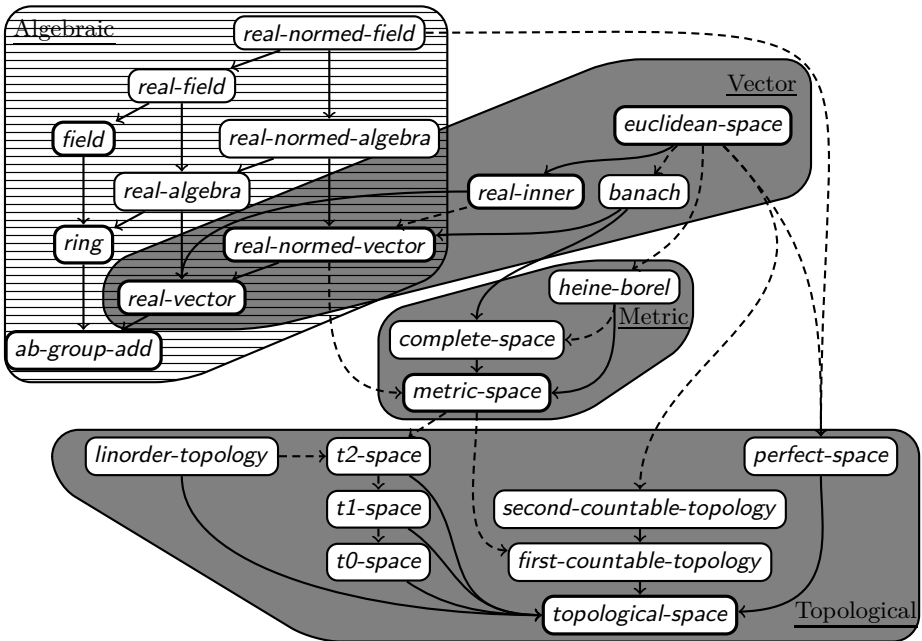 Algebraic
real-normed-field
real-field
Vector
field
real-normed-algebra
euclidean-space
real-algebra
real-inner
banach
ring
real-normed-vector
real-vector
heine-borel
Metric
ab-group-add
complete-space
metric-space
linorder-topology
t2-space
perfect-space
t1-space
second-countable-topology
t0-space
first-countable-topology
topological-space
Topological